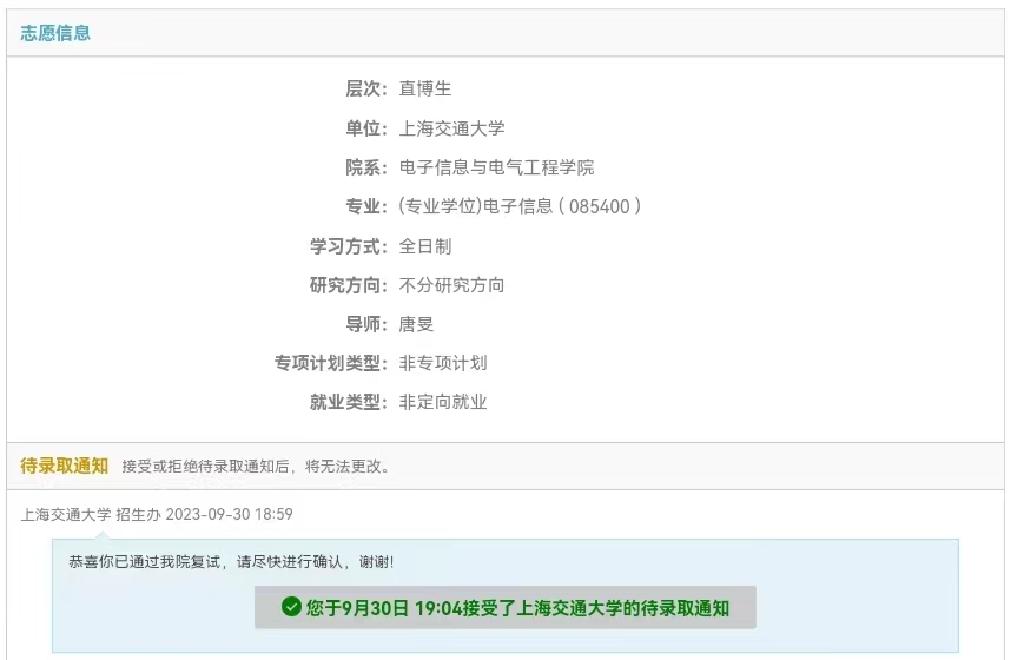 志愿信息
层次：直博生
单位：上海交通大学
院系：电子信息与电气工程学院
专业：(专业学位)电子信息（085400）
学习方式：全日制
研究方向：不分研究方向
导师：唐旻
专项计划类型：非专项计划
就业类型：非定向就业
待录取通知 接受或拒绝待录取通知后，将无法更改。
上海交通大学 招生办 2023-09-30 18:59
恭喜你已通过我院复试，请尽快进行确认，谢谢!
您于9月30日 19:04接受了上海交通大学的待录取通知